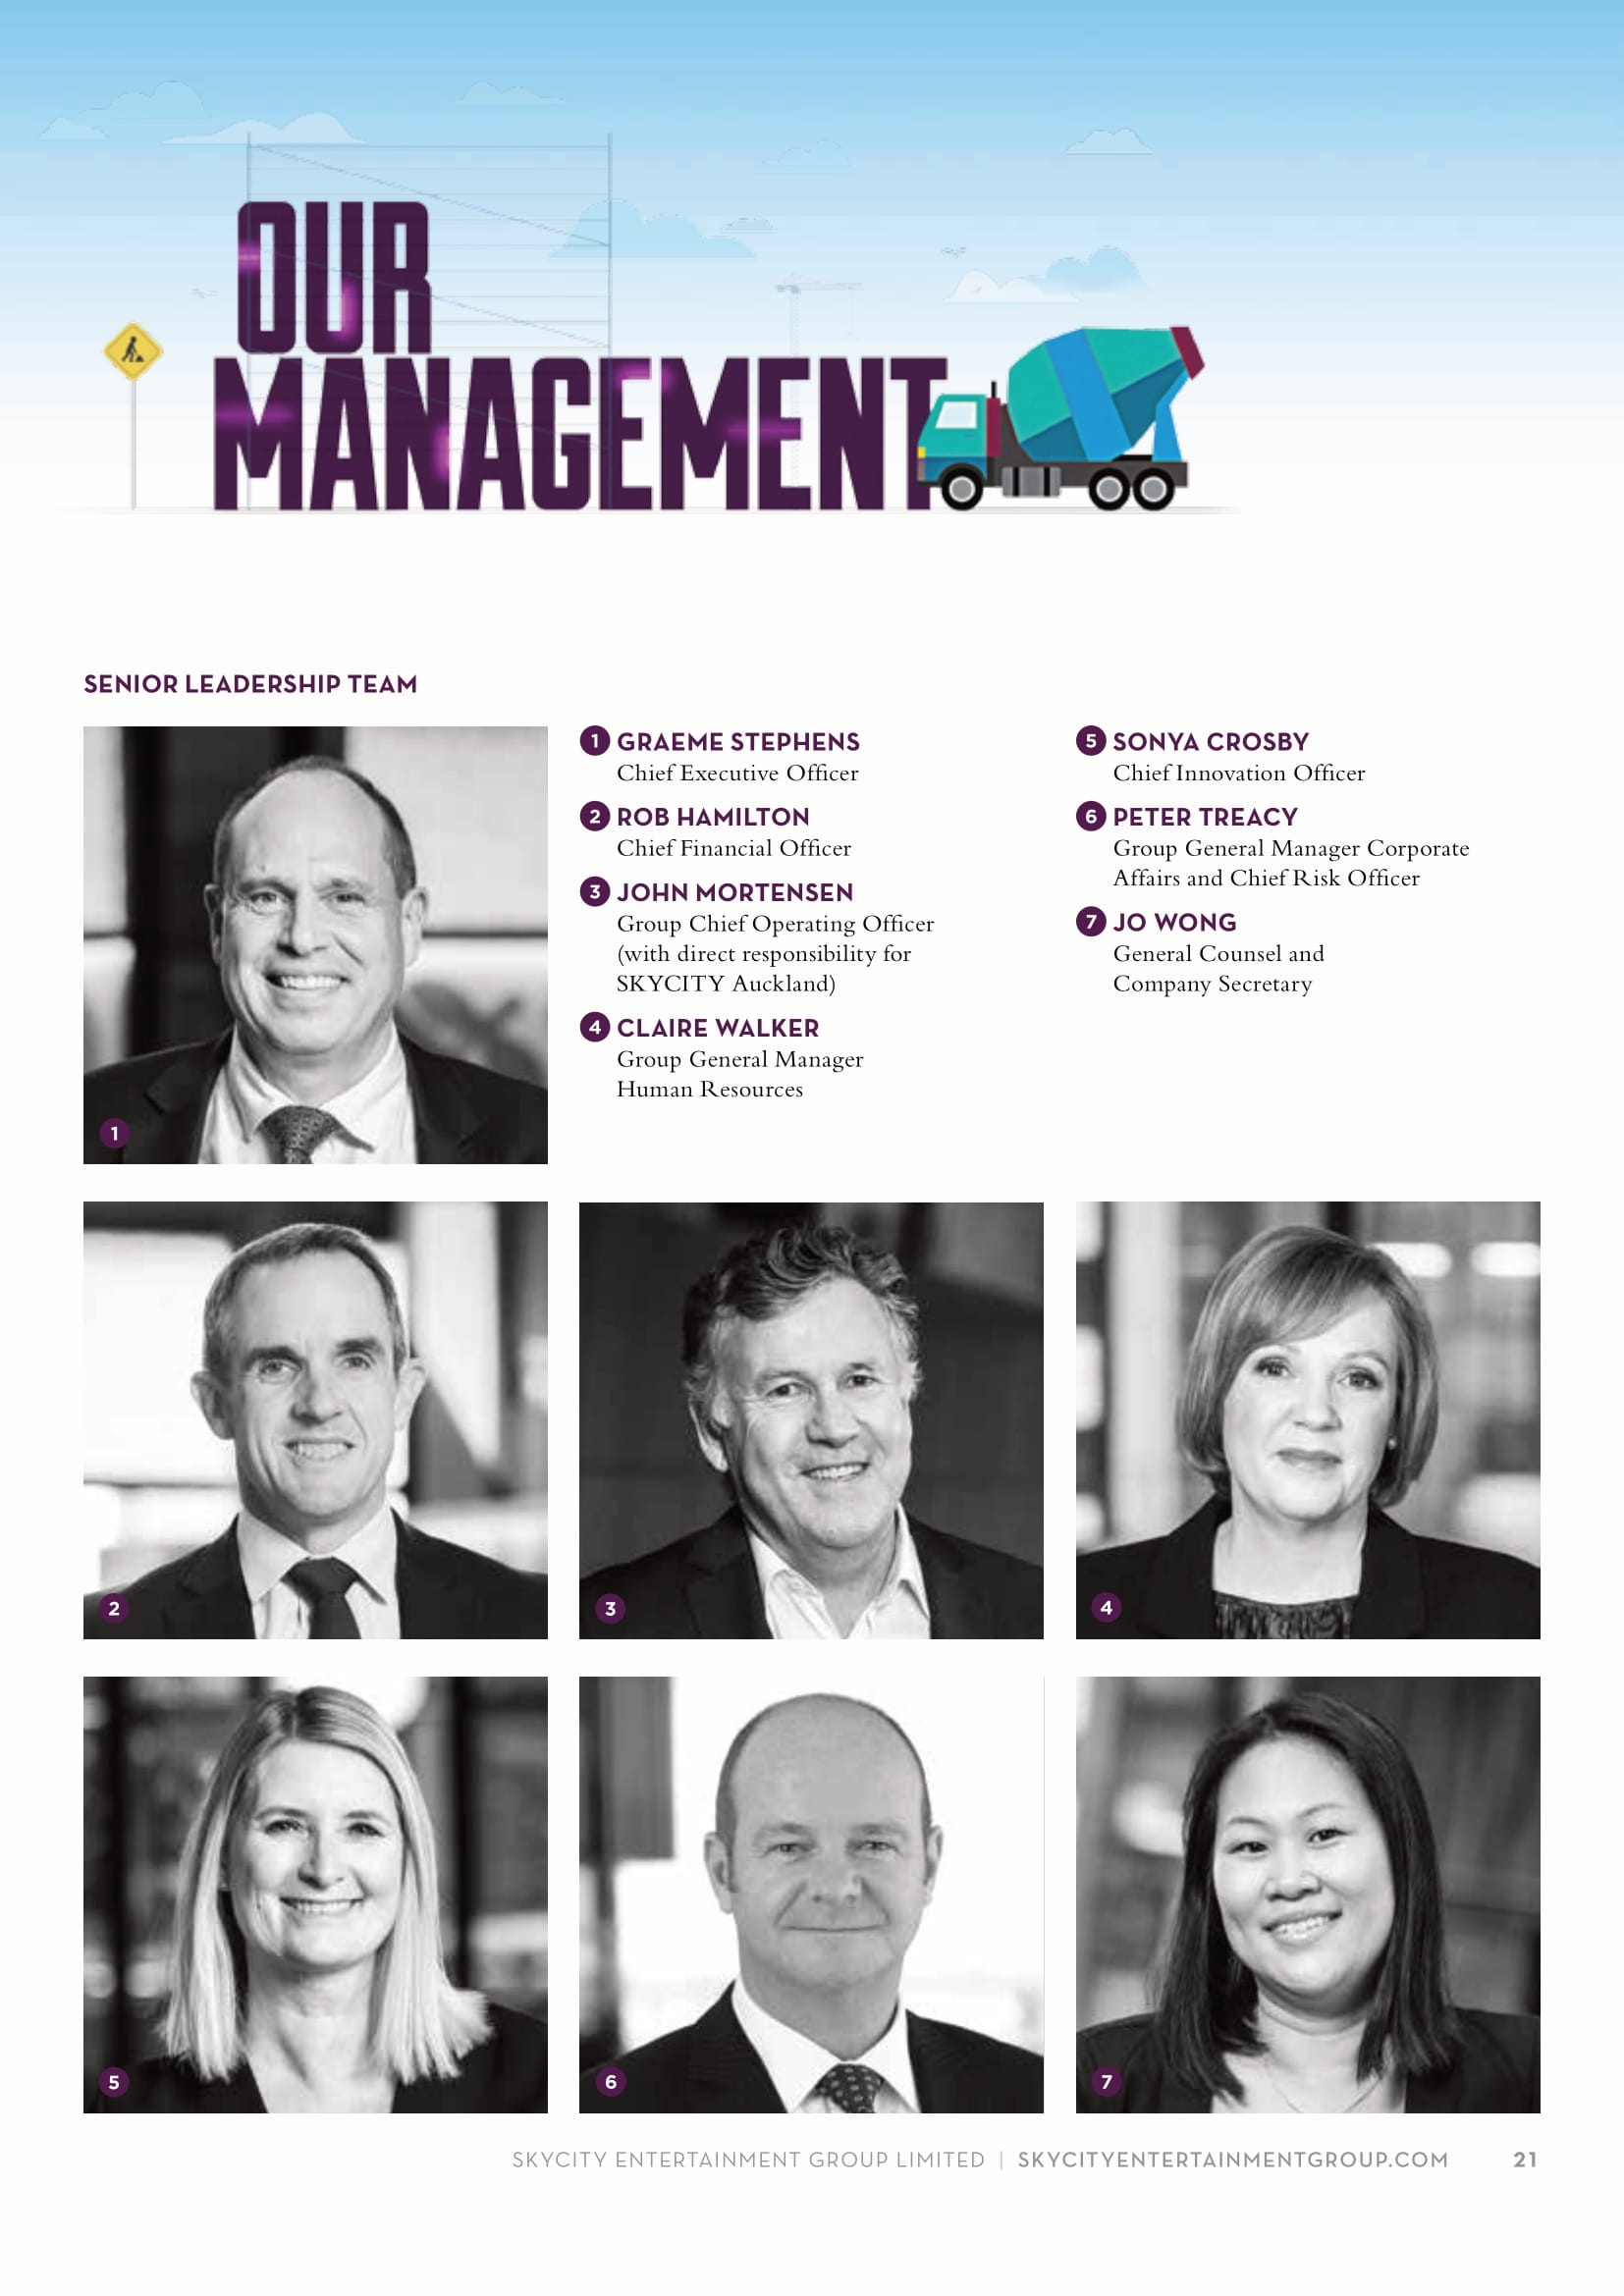 OUR
MANAGEMENT
SENIOR LEADERSHIP TEAM
1 GRAEME STEPHENS
Chief Executive Officer
2 ROB HAMILTON
Chief Financial Officer
3 JOHN MORTENSEN
Group Chief Operating Officer
(with direct responsibility for
SKYCITY Auckland)
4 CLAIRE WALKER
Group General Manager
Human Resources
5 SONYA CROSBY
Chief Innovation Officer
6 PETER TREACY
Group General Manager Corporate
Affairs and Chief Risk Officer
7 JO WONG
General Counsel and
Company Secretary
1
2
3
4
5
6
7
SKYCITY ENTERTAINMENT GROUP LIMITED | SKYCITYENTERTAINMENTGROUP.COM 21